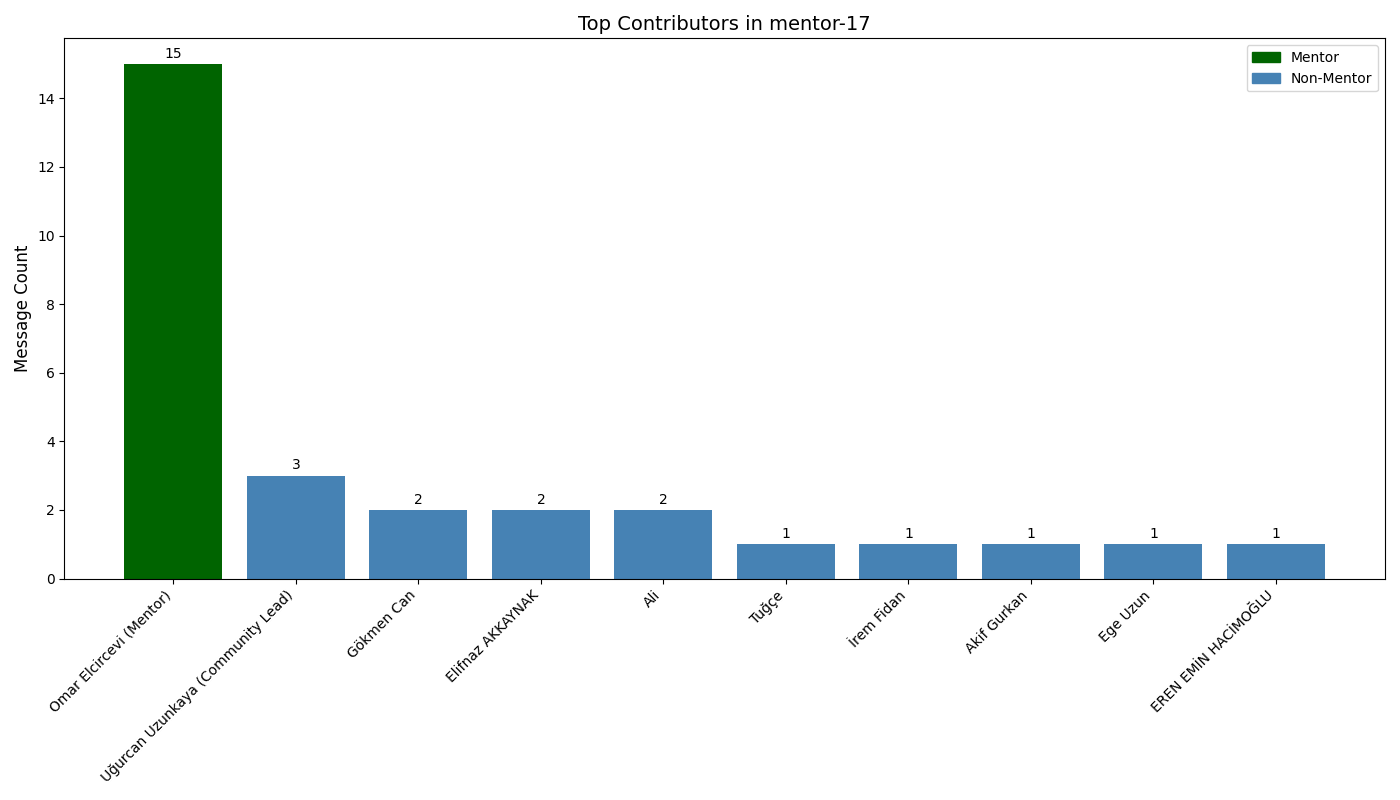 Top Contributors in mentor-17
Mentor
Non-Mentor
Message Count
14
12
10
8
6
4
2
0
15
3
2
2
2
1
1
1
1
1
Omar Elcircevi (Mentor)
Uğurcan Uzunkaya (Community Lead)
Gökmen Can
Elifnaz AKKAYNAK
Ali
Tuğçe
İrem Fidan
Akif Gurkan
Ege Uzun
EREN EMİN HACIMOĞLU